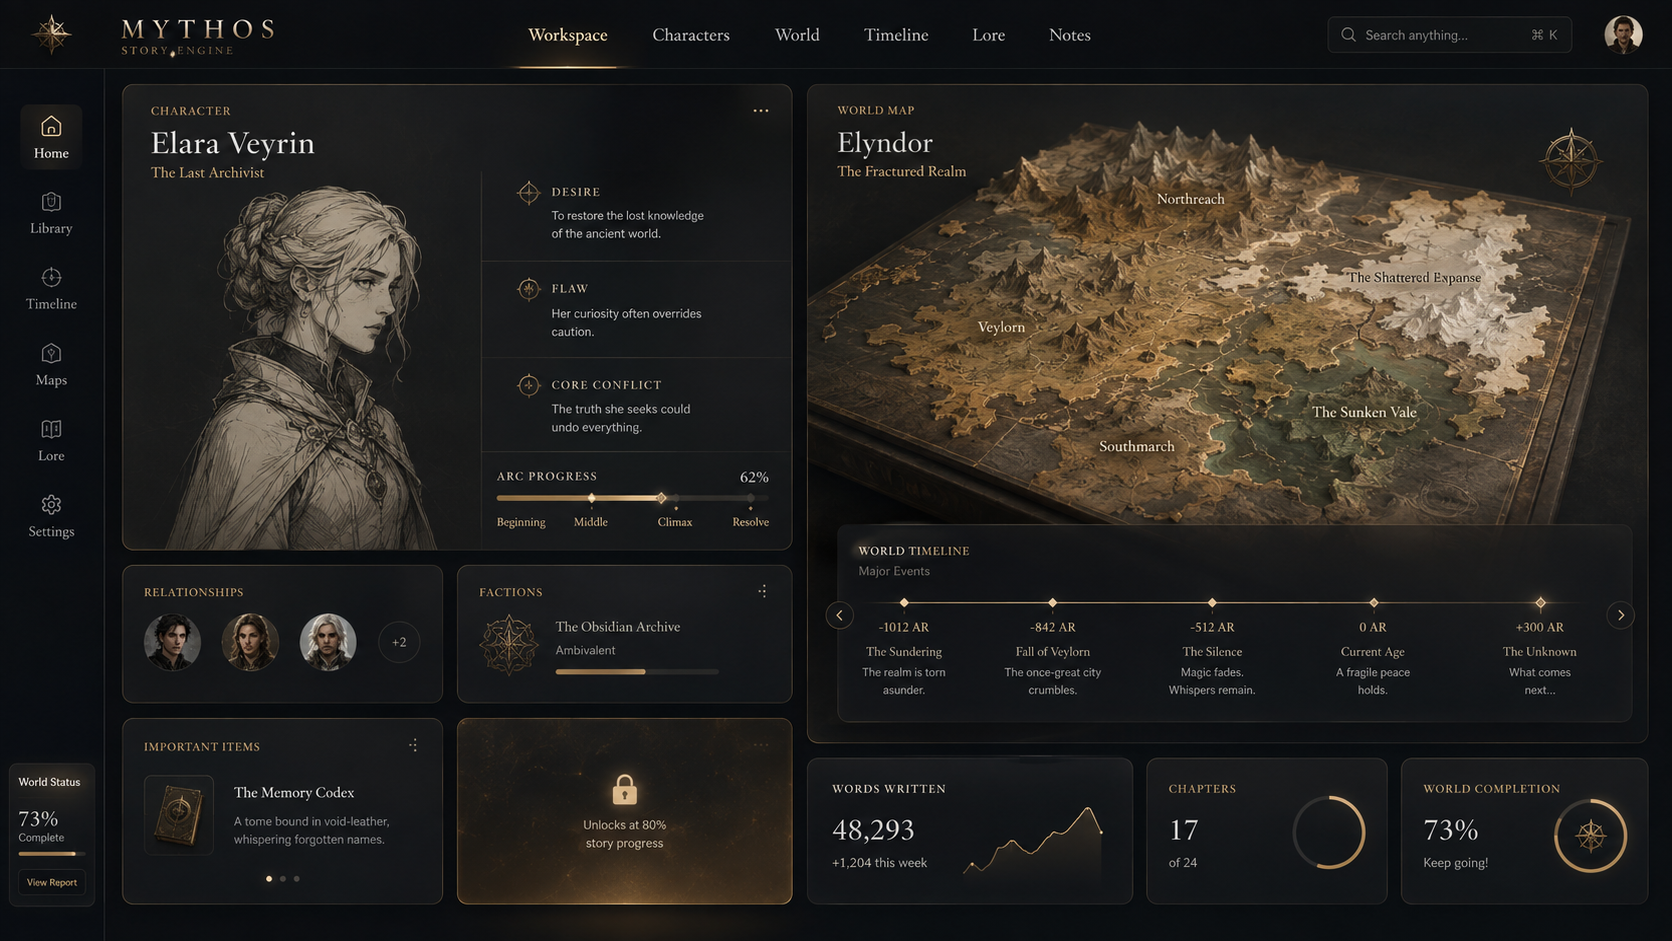 MYTHOS
STORY ENGINE
Workspace
Characters
World
Timeline
Lore
Notes
Search anything...
⌘ K
Home
Library
Timeline
Maps
Lore
Settings
World Status
73%
Complete
View Report
CHARACTER
Elara Veyrin
The Last Archivist
DESIRE
To restore the lost knowledge
of the ancient world.
FLAW
Her curiosity often overrides
caution.
CORE CONFLICT
The truth she seeks could
undo everything.
ARC PROGRESS
62%
Beginning
Middle
Climax
Resolve
RELATIONSHIPS
+2
FACTIONS
The Obsidian Archive
Ambivalent
IMPORTANT ITEMS
The Memory Codex
A tome bound in void-leather,
whispering forgotten names.
Unlocks at 80%
story progress
WORLD MAP
Elyndor
The Fractured Realm
Northreach
The Shattered Expanse
Veylorn
The Sunken Vale
Southmarch
WORLD TIMELINE
Major Events
-1012 AR
The Sundering
The realm is torn
asunder.
-842 AR
Fall of Veylorn
The once-great city
crumbles.
-512 AR
The Silence
Magic fades.
Whispers remain.
0 AR
Current Age
A fragile peace
holds.
+300 AR
The Unknown
What comes
next...
WORDS WRITTEN
48,293
+1,204 this week
CHAPTERS
17
of 24
WORLD COMPLETION
73%
Keep going!